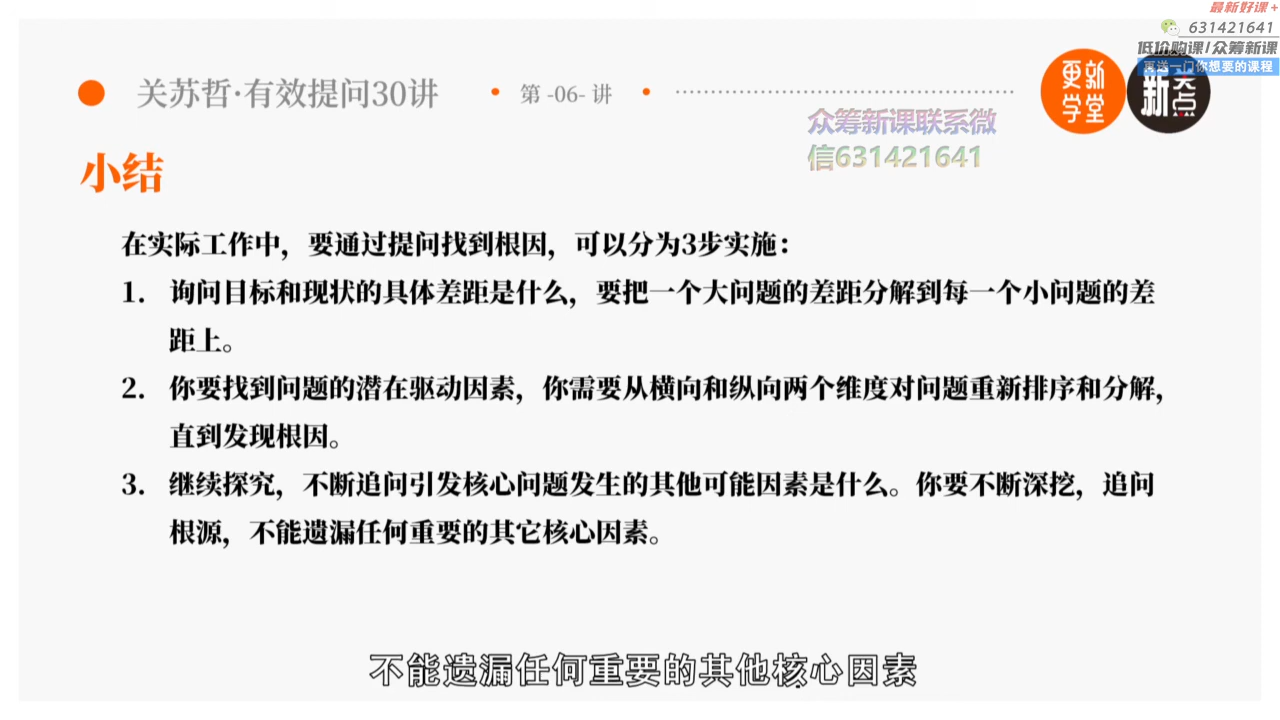 最新好课+
631421641
低价购课/众筹新课
再送一门你想要的课程
关苏哲·有效提问30讲
第 -06- 讲
更新
学堂
新
点
众筹新课联系微
信631421641
小结
在实际工作中，要通过提问找到根因，可以分为3步实施：
1. 询问目标和现状的具体差距是什么，要把一个大问题的差距分解到每一个小问题的差
距上。
2. 你要找到问题的潜在驱动因素，你需要从横向和纵向两个维度对问题重新排序和分解，
直到发现根因。
3. 继续探究，不断追问引发核心问题发生的其他可能因素是什么。你要不断深挖，追问
根源，不能遗漏任何重要的其它核心因素。
不能遗漏任何重要的其他核心因素